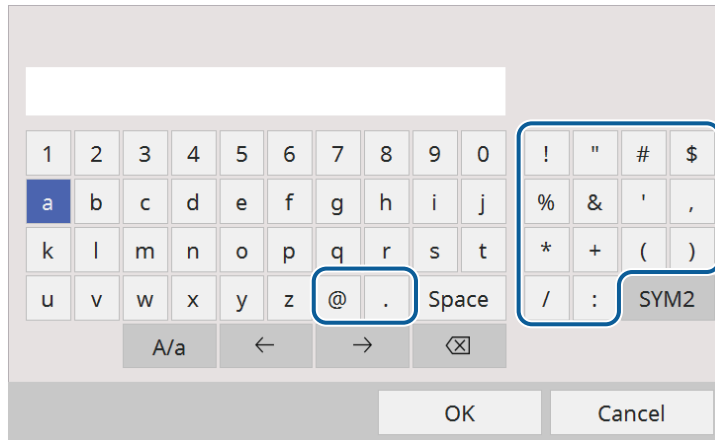 1 2 3 4 5 6 7 8 9 0 ! " # $
a b c d e f g h i j % & ' ,
k l m n o p q r s t * + ( )
u v w x y z @ . Space / : SYM2
A/a ← → ⌫
OK Cancel